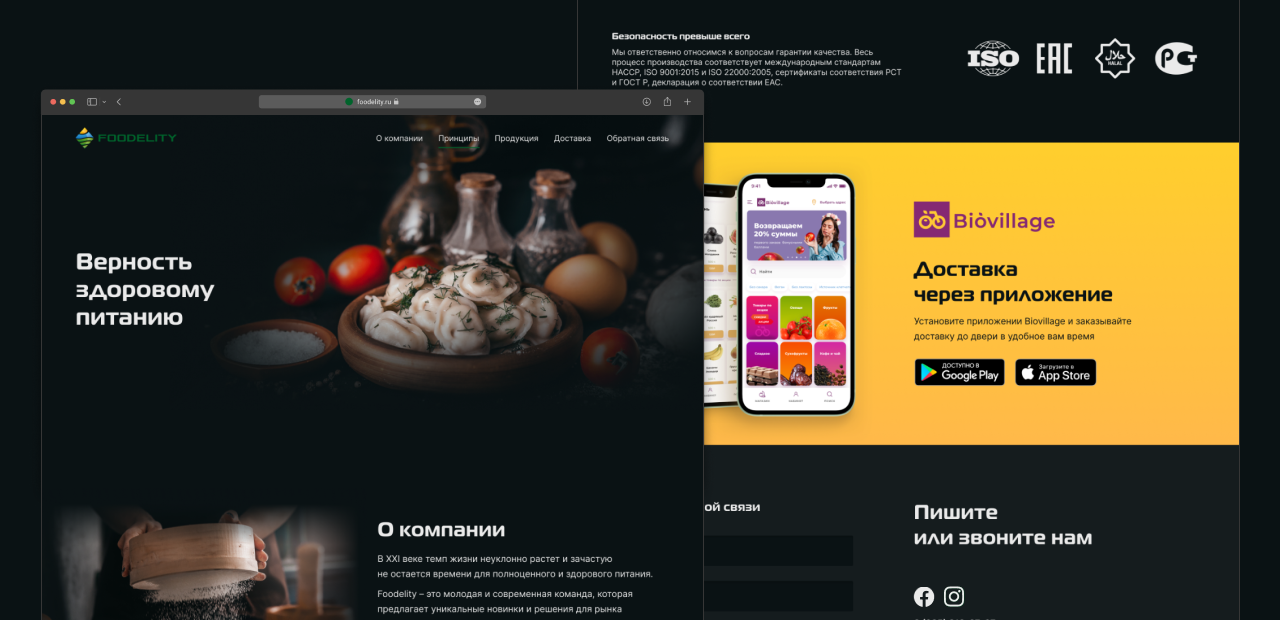 Безопасность превыше всего
Мы ответственно относимся к вопросам гарантии качества. Весь
процесс производства соответствует международным стандартам
HACCP, ISO 9001:2015 и ISO 22000:2005, сертификаты соответствия РСТ
и ГОСТ Р, декларация о соответствии ЕАС.
ISO
EAC
حلال
HALAL
foodelity.ru
FOODELITY
О компании
Принципы
Продукция
Доставка
Обратная связь
Верность
здоровому
питанию
О компании
В XXI веке темп жизни неуклонно растет и зачастую
не остается времени для полноценного и здорового питания.
Foodelity – это молодая и современная команда, которая
предлагает уникальные новинки и решения для рынка
9:41
Biovillage
Возвращаем
20% суммы
Найти
Biovillage
Доставка
через приложение
Установите приложении Biovillage и заказывайте
доставку до двери в удобное вам время
ДОСТУПНО В
Google Play
Загрузите в
App Store
ой связи
Пишите
или звоните нам